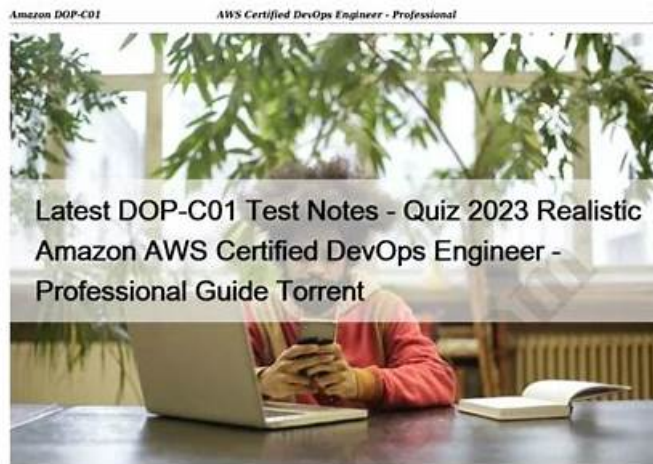 Amazon DOP-C01 AWS Certified DevOps Engineer - Professional
Latest DOP-C01 Test Notes - Quiz 2023 Realistic
Amazon AWS Certified DevOps Engineer -
Professional Guide Torrent